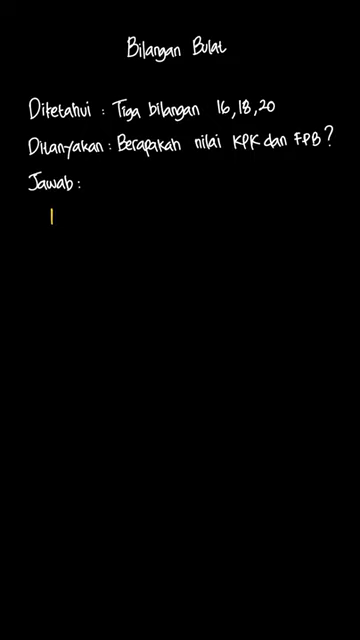 Bilangan Bulat
Diketahui : Tiga bilangan 16, 18, 20
Ditanyakan : Berapakah nilai KPK dan FPB ?
Jawab :